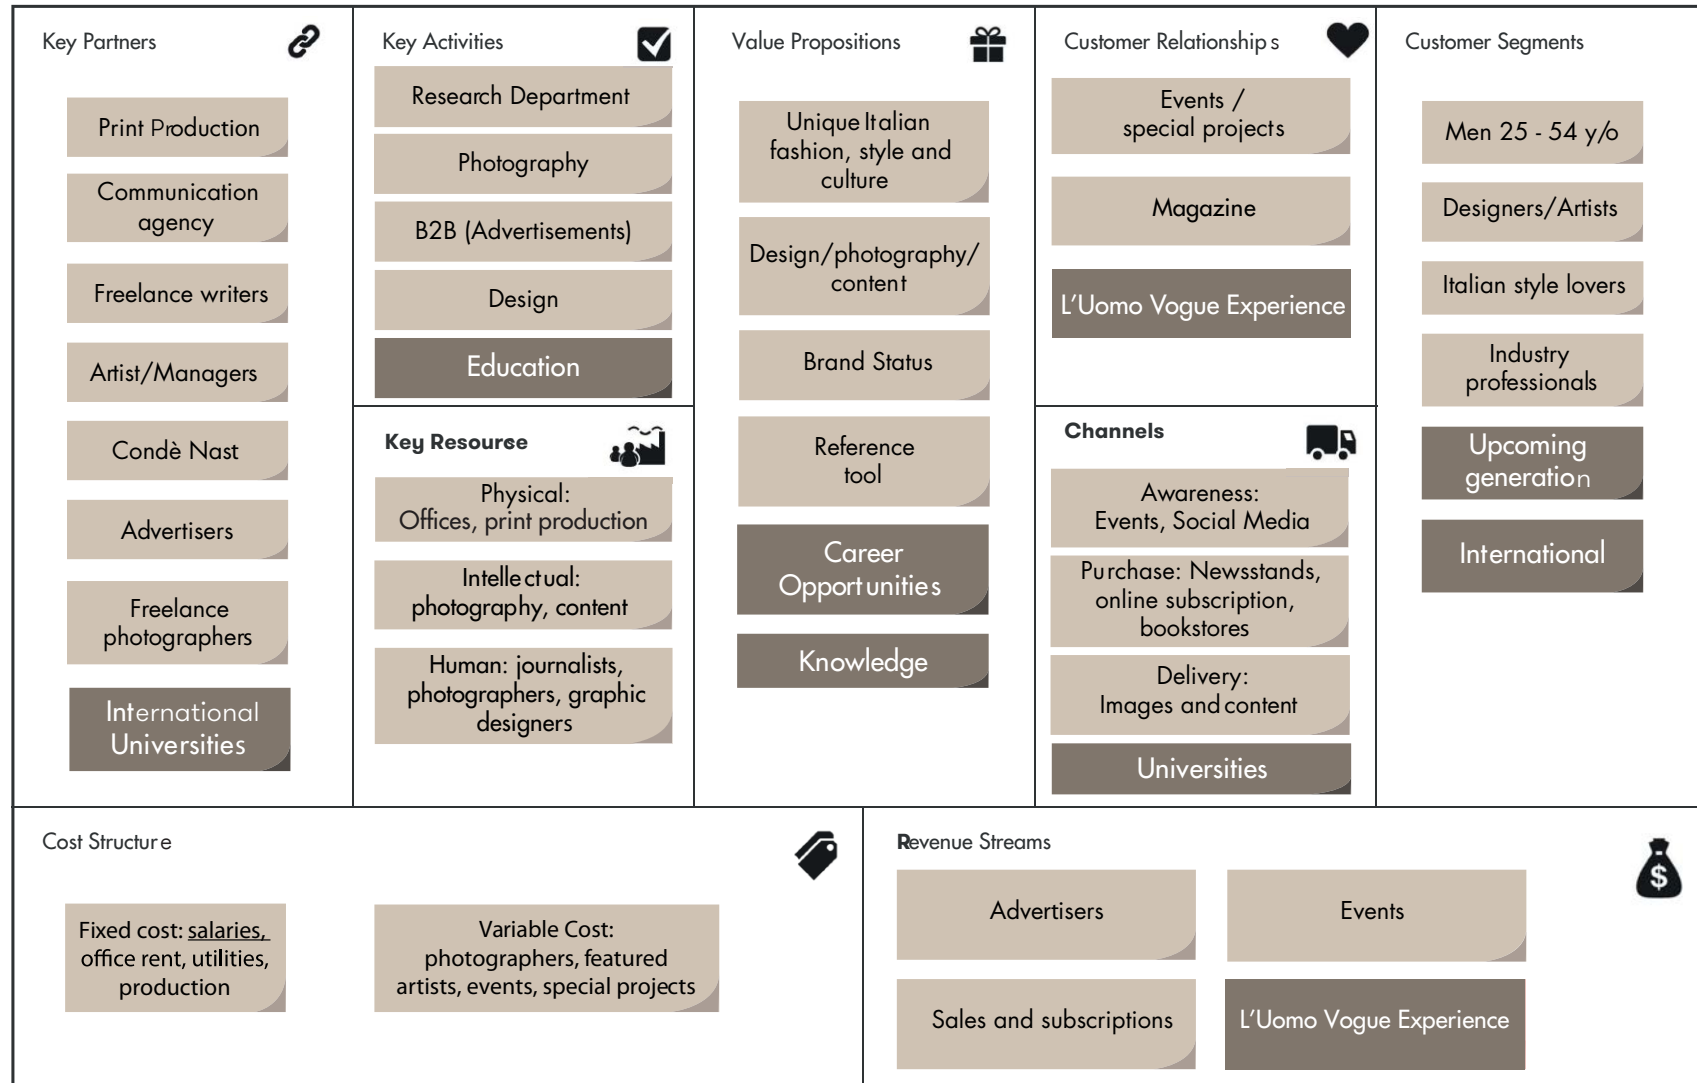 Key Partners
Print Production
Communication
agency
Freelance writers
Artist/Managers
Condè Nast
Advertisers
Freelance
photographers
International
Universities
Key Activities
Research Department
Photography
B2B (Advertisements)
Design
Education
Key Resource
Physical:
Offices, print production
Intellectual:
photography, content
Human: journalists,
photographers, graphic
designers
Value Propositions
Unique Italian
fashion, style and
culture
Design/photography/
content
Brand Status
Reference
tool
Career
Opportunities
Knowledge
Customer Relationships
Events /
special projects
Magazine
L'Uomo Vogue Experience
Channels
Awareness:
Events, Social Media
Purchase: Newsstands,
online subscription,
bookstores
Delivery:
Images and content
Universities
Customer Segments
Men 25 - 54 y/o
Designers/Artists
Italian style lovers
Industry
professionals
Upcoming
generation
International
Cost Structure
Fixed cost: salaries,
office rent, utilities,
production
Variable Cost:
photographers, featured
artists, events, special projects
Revenue Streams
$
Advertisers
Events
Sales and subscriptions
L'Uomo Vogue Experience